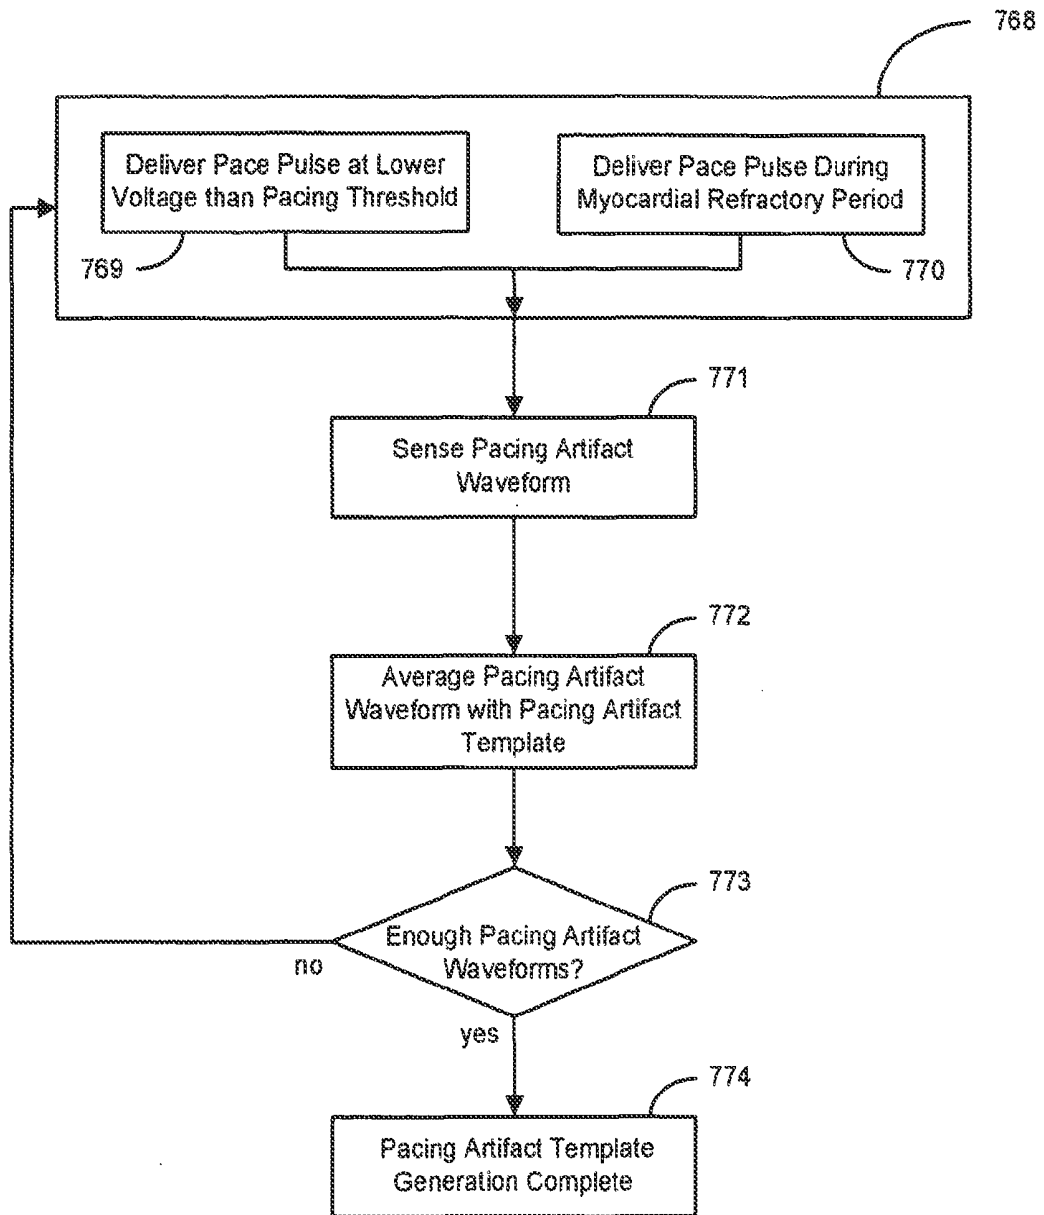 768
Deliver Pace Pulse at Lower
Voltage than Pacing Threshold
Deliver Pace Pulse During
Myocardial Refractory Period
769
770
771
Sense Pacing Artifact
Waveform
772
Average Pacing Artifact
Waveform with Pacing Artifact
Template
773
Enough Pacing Artifact
Waveforms?
no
yes
774
Pacing Artifact Template
Generation Complete